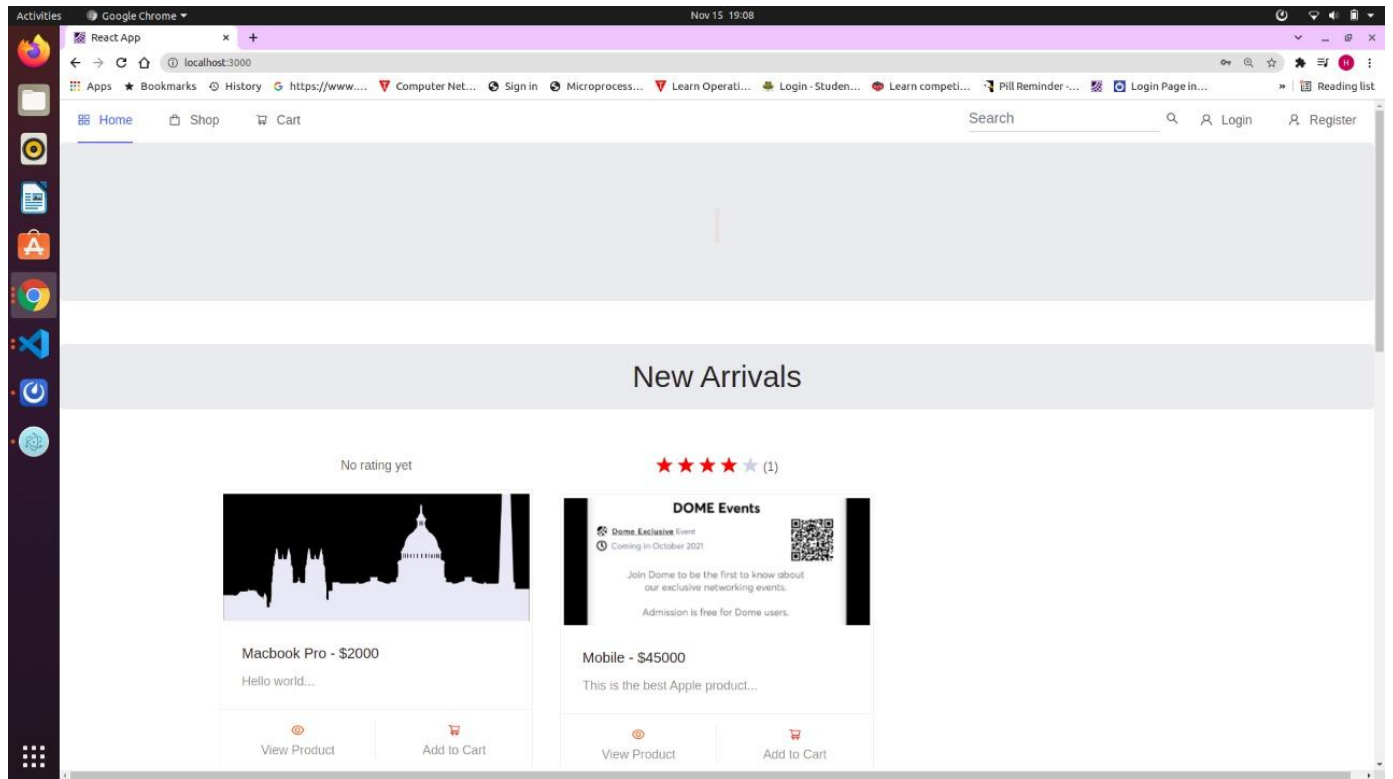 Activities Google Chrome Nov 15 19:08
React App
localhost:3000
Apps Bookmarks History https://www.... Computer Net... Sign in Microprocess... Learn Operati... Login - Studen... Learn competi... Pill Reminder -... Login Page in... » Reading list
Home Shop Cart Search Login Register
New Arrivals
No rating yet (1)
DOME Events
Dome Exclusive Event
Coming in October 2021
Join Dome to be the first to know about
our exclusive networking events.
Admission is free for Dome users.
Macbook Pro - $2000
Hello world...
Mobile - $45000
This is the best Apple product...
View Product Add to Cart
View Product Add to Cart